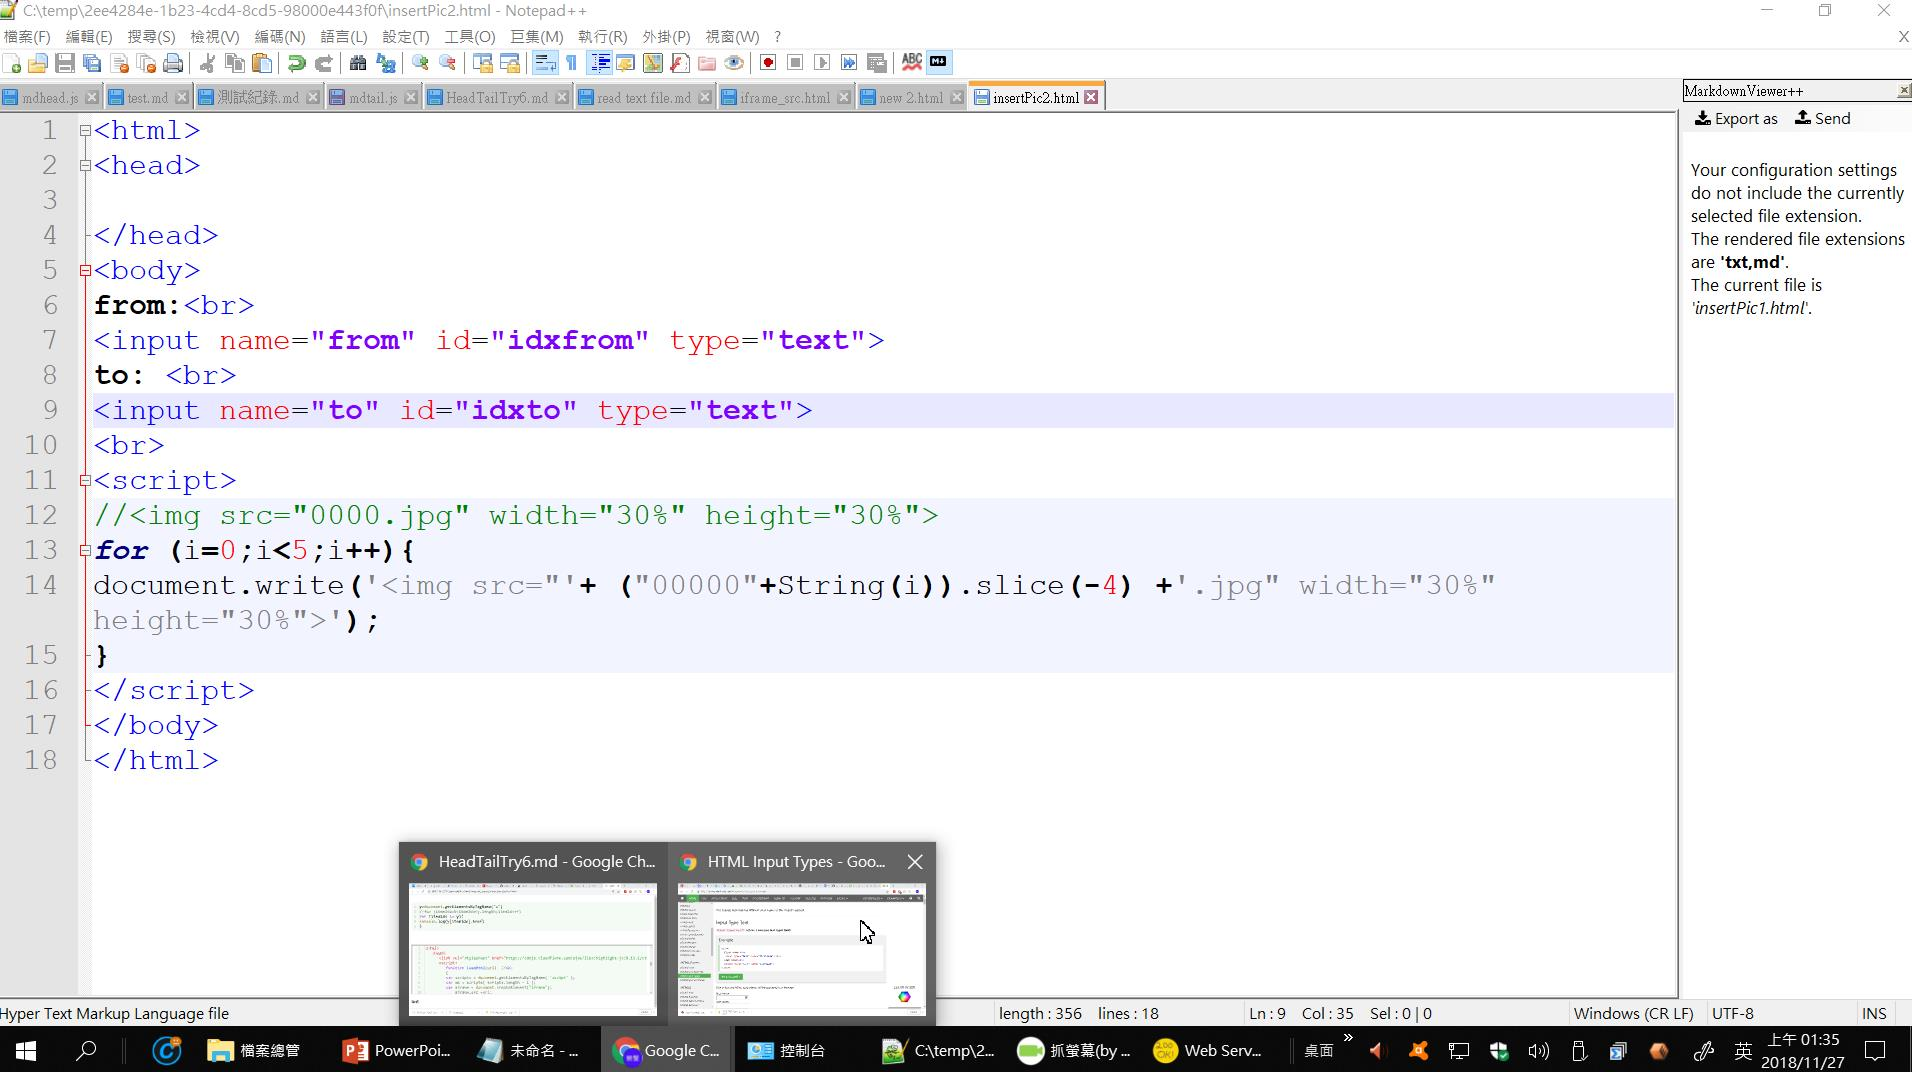 C:\temp\2ee4284e-1b23-4cd4-8cd5-98000e443f0f\insertPic2.html - Notepad++
檔案(F) 編輯(E) 搜尋(S) 檢視(V) 編碼(N) 語言(L) 設定(T) 工具(O) 巨集(M) 執行(R) 外掛(P) 視窗(W) ? X
mdhead.js test.md 測試紀錄.md mdtail.js HeadTailTry6.md read text file.md iframe_src.html new 2.html insertPic2.html
MarkdownViewer++
Export as Send
Your configuration settings
do not include the currently
selected file extension.
The rendered file extensions
are 'txt,md'.
The current file is
'insertPic1.html'.
1 <html>
2 <head>
3
4 </head>
5 <body>
6 from:<br>
7 <input name="from" id="idxfrom" type="text">
8 to: <br>
9 <input name="to" id="idxto" type="text">
10 <br>
11 <script>
12 //<img src="0000.jpg" width="30%" height="30%">
13 for (i=0;i<5;i++){
14 document.write('<img src="'+ ("00000"+String(i)).slice(-4) +'.jpg" width="30%"
height="30%">');
15 }
16 </script>
17 </body>
18 </html>
HeadTailTry6.md - Google Ch... HTML Input Types - Goo...
Hyper Text Markup Language file length : 356 lines : 18 Ln : 9 Col : 35 Sel : 0 | 0 Windows (CR LF) UTF-8 INS
檔案總管 PowerPoi... 未命名 - ... Google C... 控制台 C:\temp\2... 抓螢幕(by ... Web Serv... 桌面 英 上午 01:35
2018/11/27